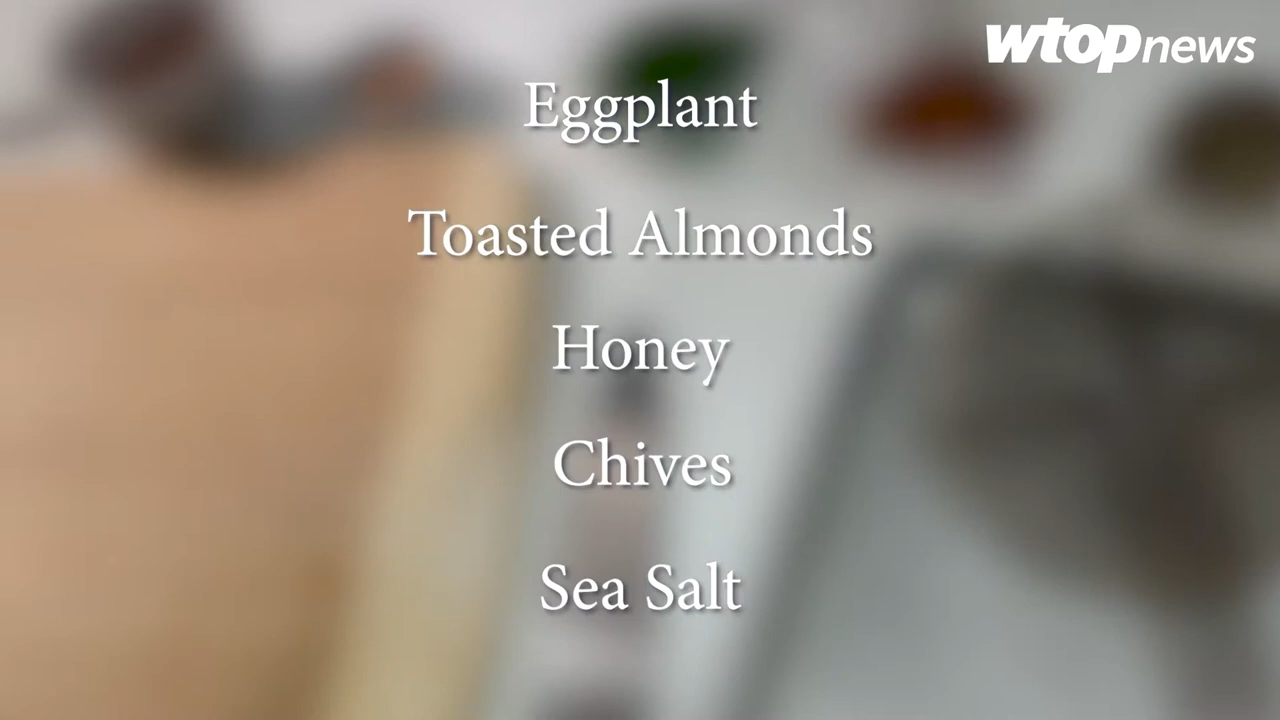 wtopnews
Eggplant
Toasted Almonds
Honey
Chives
Sea Salt